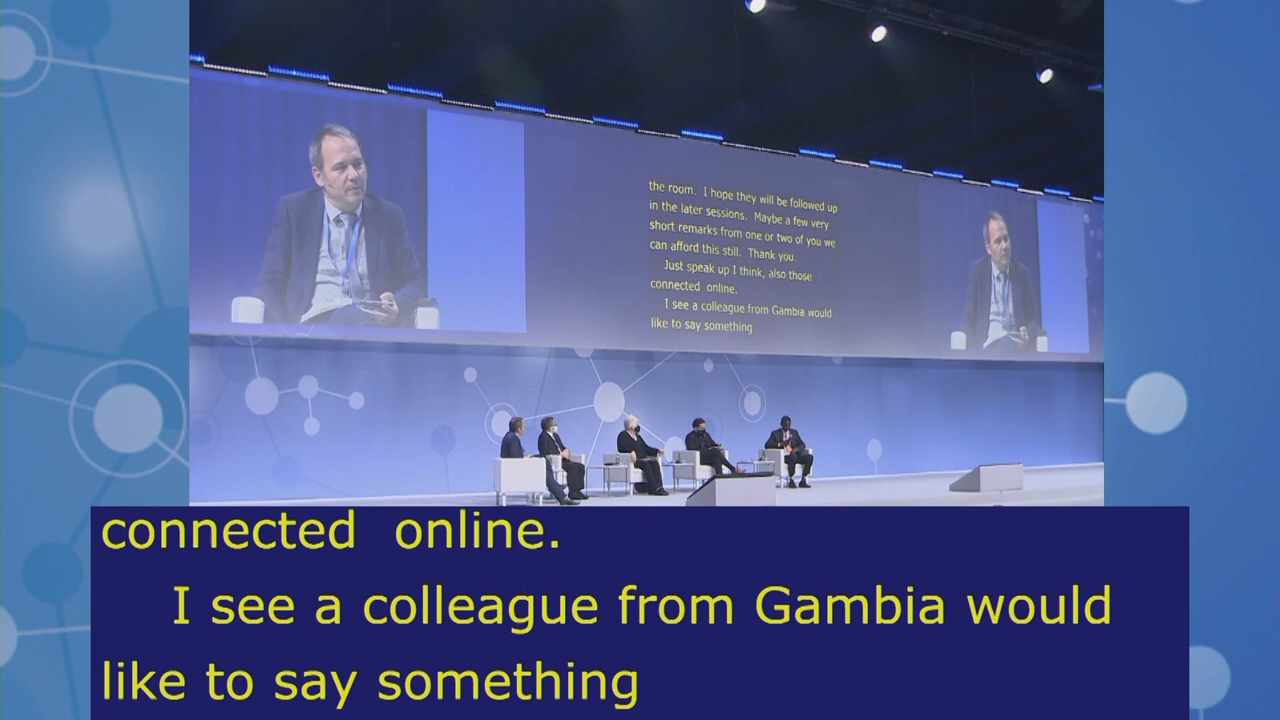 the room.  I hope they will be followed up
in the later sessions.  Maybe a few very
short remarks from one or two of you we
can afford this still.  Thank you.
Just speak up I think, also those
connected  online.
I see a colleague from Gambia would
like to say something
connected  online.
I see a colleague from Gambia would
like to say something